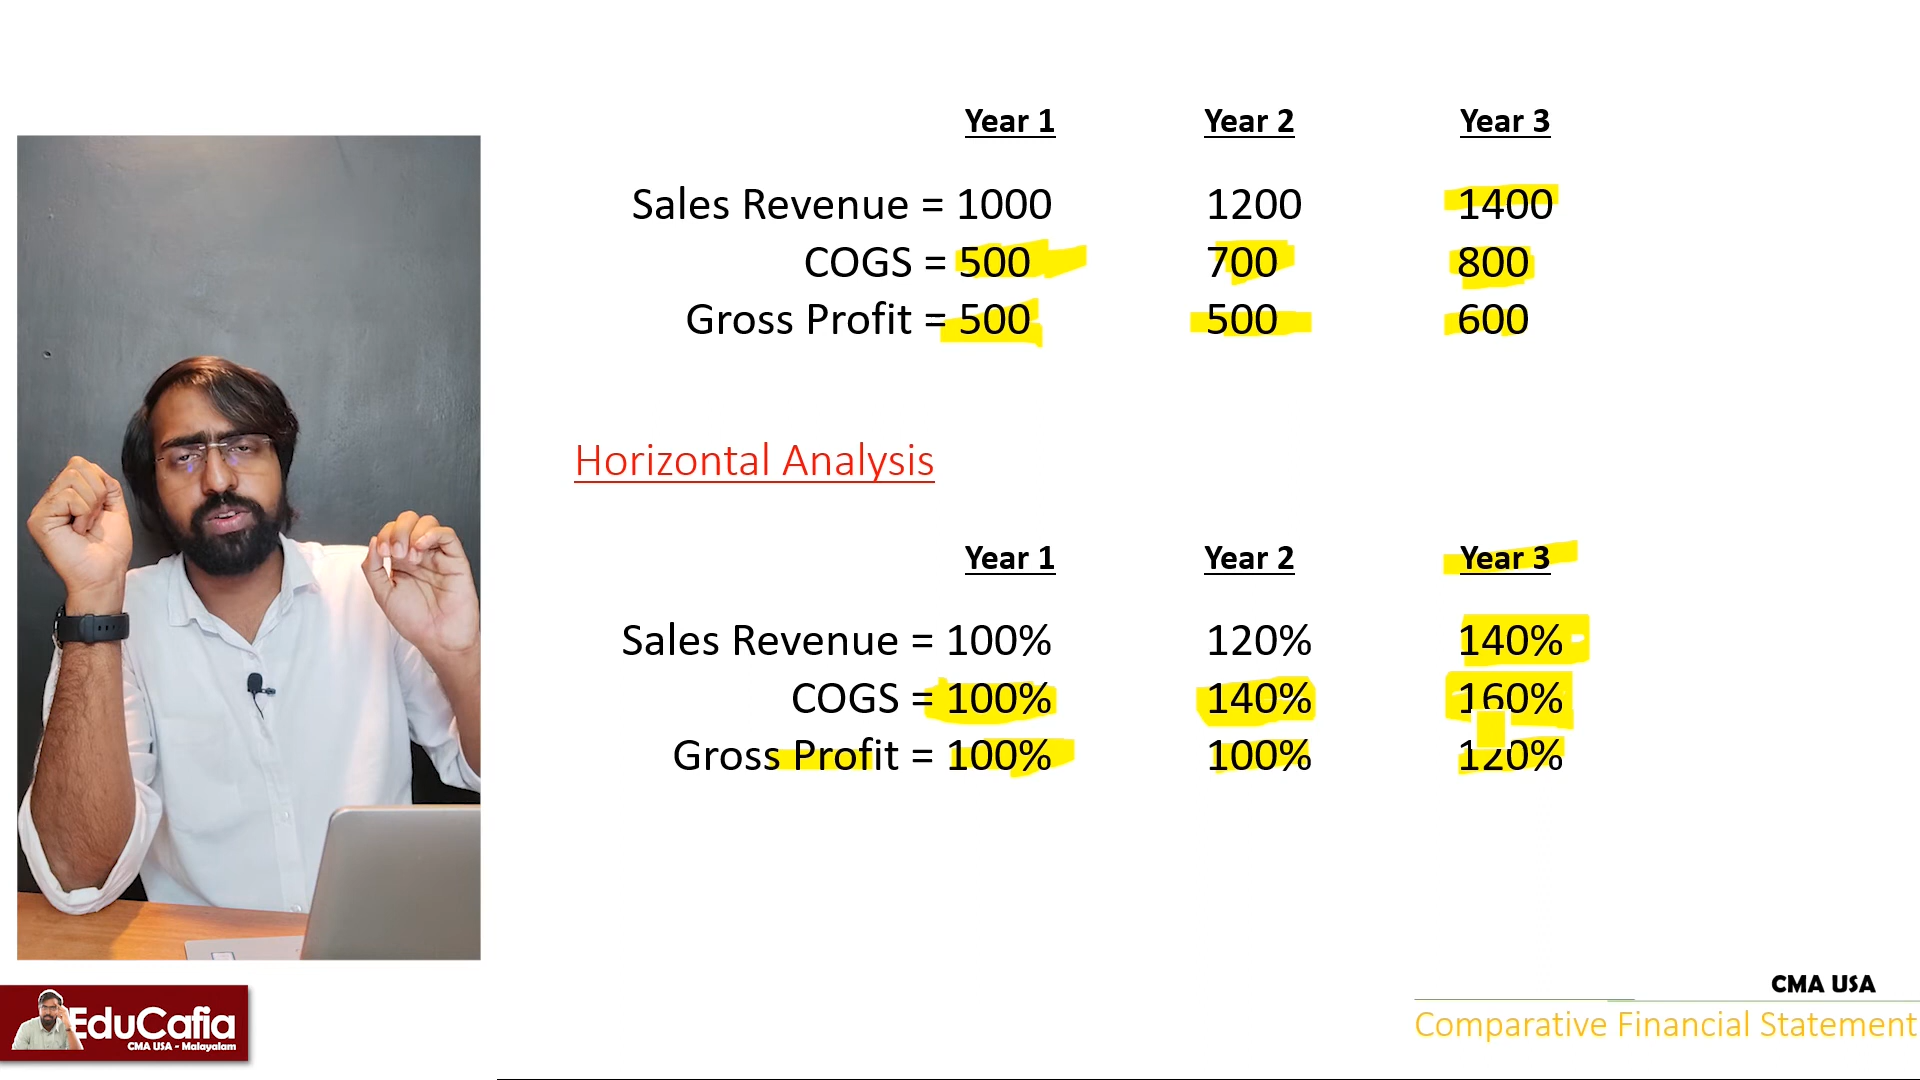 Year 1 Year 2 Year 3
Sales Revenue = 1000 1200 1400
COGS = 500 700 800
Gross Profit = 500 500 600
Horizontal Analysis
Year 1 Year 2 Year 3
Sales Revenue = 100% 120% 140%
COGS = 100% 140% 160%
Gross Profit = 100% 100% 120%
EduCafia
CMA USA - Malayalam
CMA USA
Comparative Financial Statement